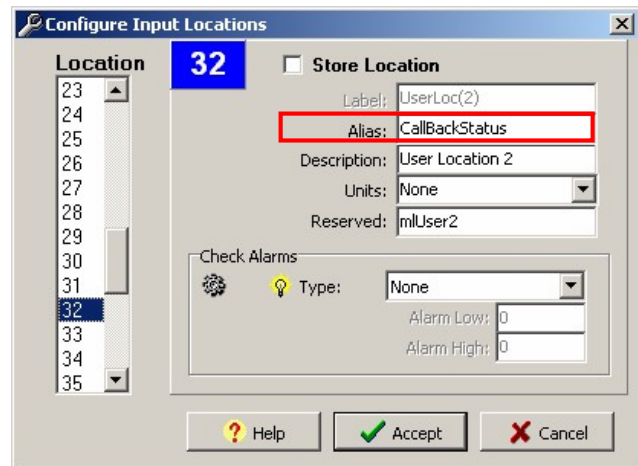 Configure Input Locations
Location
23
24
25
26
27
28
29
30
31
32
33
34
35
32
Store Location
Label: UserLoc(2)
Alias: CallBackStatus
Description: User Location 2
Units: None
Reserved: mlUser2
Check Alarms
Type: None
Alarm Low: 0
Alarm High: 0
? Help
Accept
Cancel